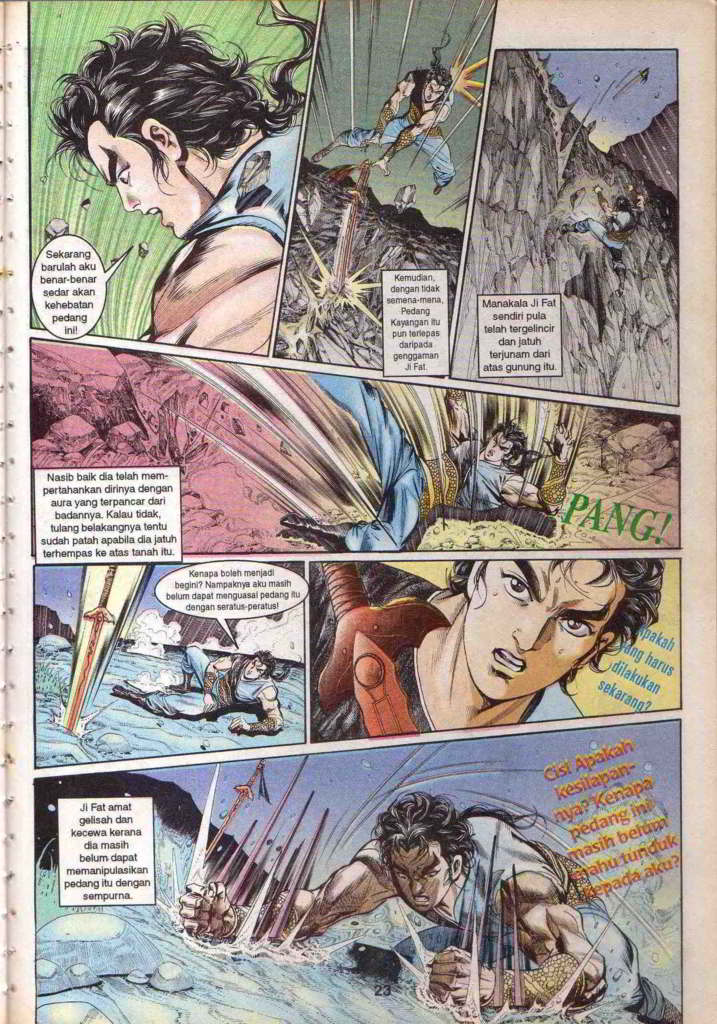 Sekarang
barulah aku
benar-benar
sedar akan
kehebatan
pedang
ini!
Kemudian,
dengan tidak
semena-mena,
Pedang
Kayangan itu
pun terlepas
daripada
genggaman
Ji Fat.
Manakala Ji Fat
sendiri pula
telah tergelincir
dan jatuh
terjunam dari
atas gunung itu.
Nasib baik dia telah mem-
pertahankan dirinya dengan
aura yang terpancar dari
badannya. Kalau tidak,
tulang belakangnya tentu
sudah patah apabila dia jatuh
terhempas ke atas tanah itu.
PANG!
Kenapa boleh menjadi
begini? Nampaknya aku masih
belum dapat menguasai pedang itu
dengan seratus-peratus!
Apakah
yang harus
dilakukan
sekarang?
Ji Fat amat
gelisah dan
kecewa kerana
dia masih
belum dapat
memanipulasikan
pedang itu dengan
sempurna.
Cis! Apakah
kesilapan-
nya? Kenapa
pedang ini
masih belum
mahu tunduk
kepada aku?
23